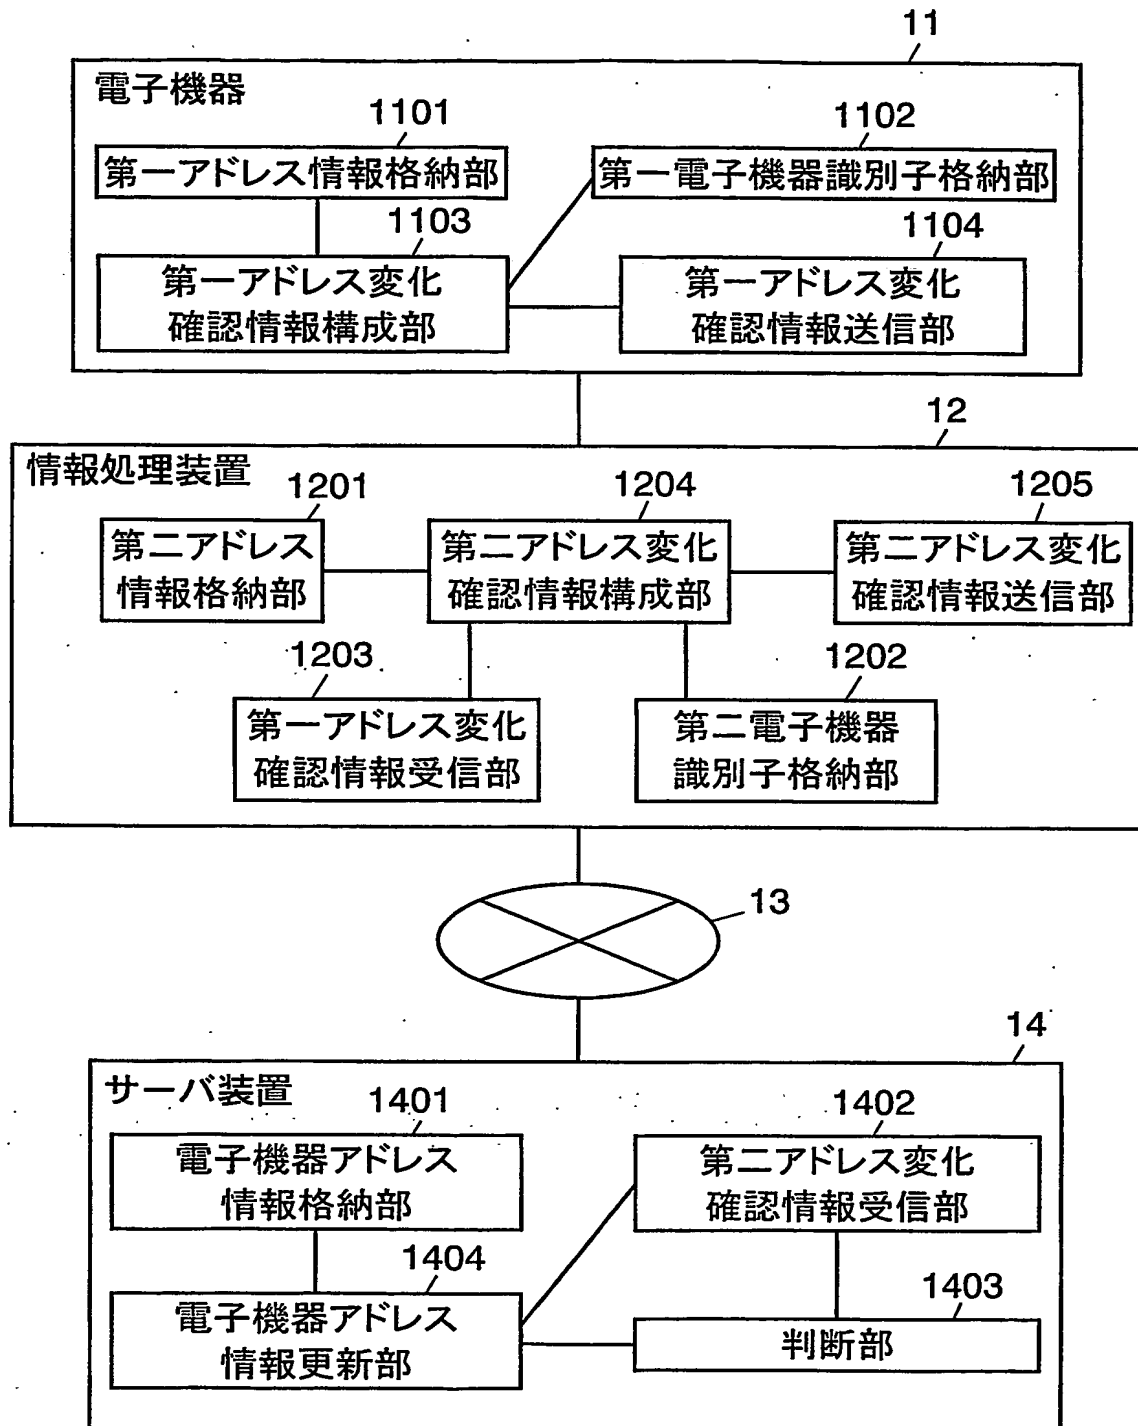 11
電子機器
1101
1102
第一アドレス情報格納部
第一電子機器識別子格納部
1103
1104
第一アドレス変化
確認情報構成部
第一アドレス変化
確認情報送信部
12
情報処理装置
1201
1204
1205
第二アドレス
情報格納部
第二アドレス変化
確認情報構成部
第二アドレス変化
確認情報送信部
1203
1202
第一アドレス変化
確認情報受信部
第二電子機器
識別子格納部
13
14
サーバ装置
1401
1402
電子機器アドレス
情報格納部
第二アドレス変化
確認情報受信部
1404
1403
電子機器アドレス
情報更新部
判断部